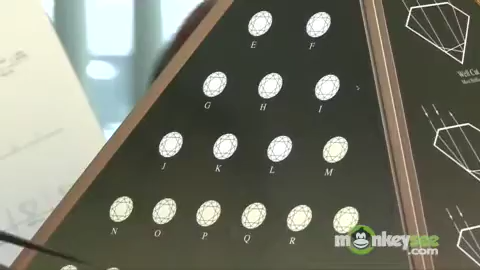 E F
G H I
J K L M
N O P Q R
Well Cut
monkeysee
.com